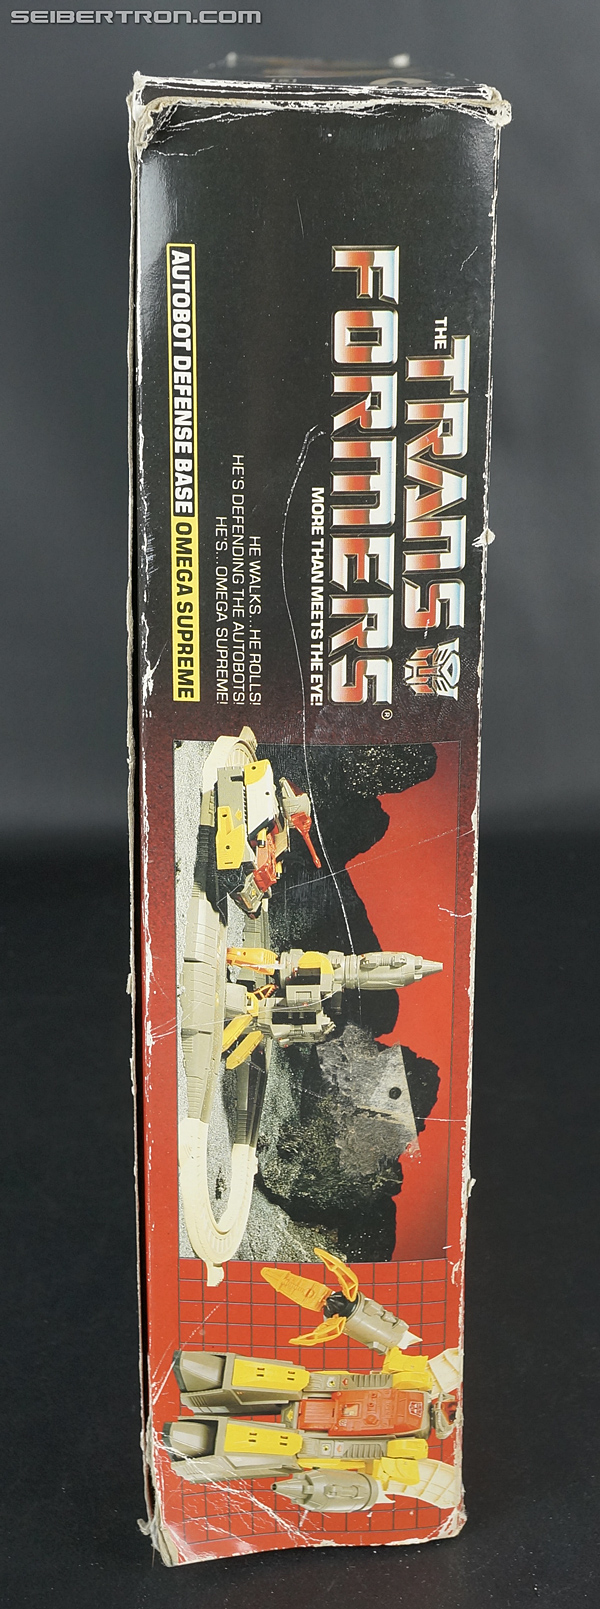 SEIBERTRON.COM
THE
TRANS
FORMERS®
MORE THAN MEETS THE EYE!
HE WALKS...HE ROLLS!
HE'S DEFENDING THE AUTOBOTS!
HE'S...OMEGA SUPREME!
AUTOBOT DEFENSE BASE OMEGA SUPREME